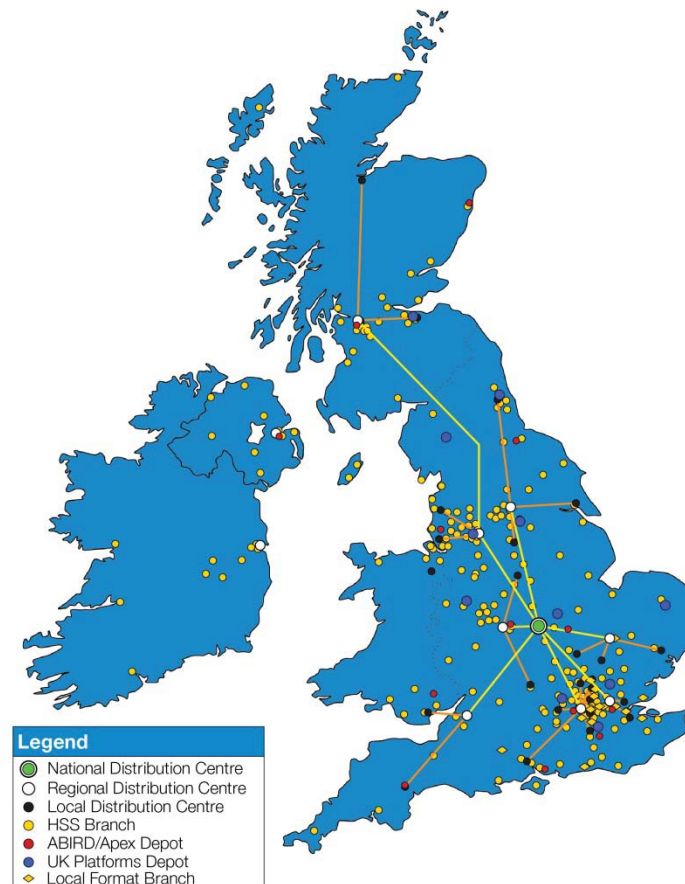 Legend
National Distribution Centre
Regional Distribution Centre
Local Distribution Centre
HSS Branch
ABIRD/Apex Depot
UK Platforms Depot
Local Format Branch